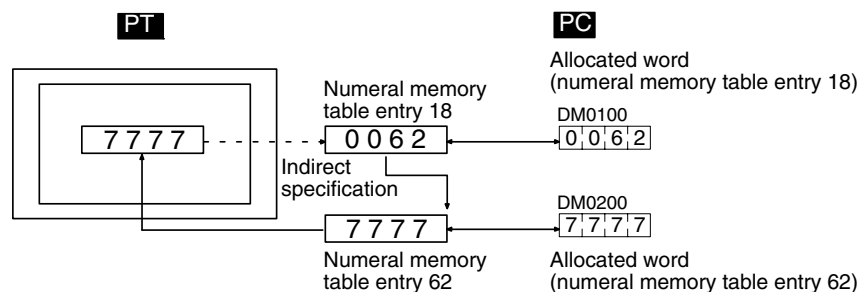 PT
PC
Allocated word
(numeral memory table entry 18)
Numeral memory
table entry 18
DM0100
7777
0062
0062
Indirect
specification
DM0200
7777
7777
Numeral memory
table entry 62
Allocated word
(numeral memory table entry 62)